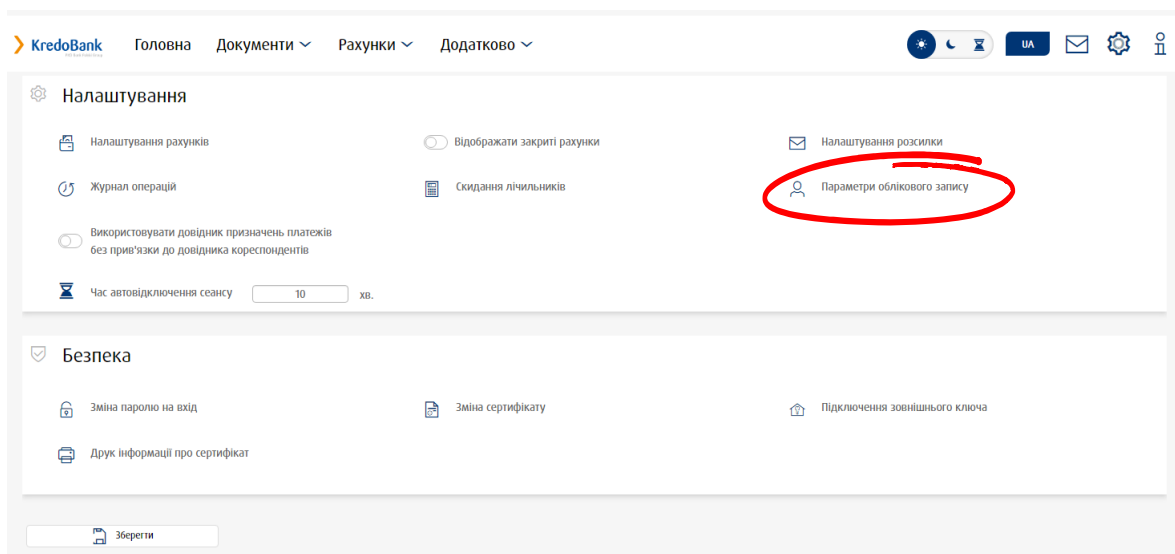 KredoBank Головна Документи Рахунки Додатково UA
Налаштування
Налаштування рахунків Відображати закриті рахунки Налаштування розсилки
Журнал операцій Скидання лічильників Параметри облікового запису
Використовувати довідник призначень платежів
без прив'язки до довідника кореспондентів
Час автовідключення сеансу 10 хв.
Безпека
Зміна паролю на вхід Зміна сертифікату Підключення зовнішнього ключа
Друк інформації про сертифікат
Зберегти